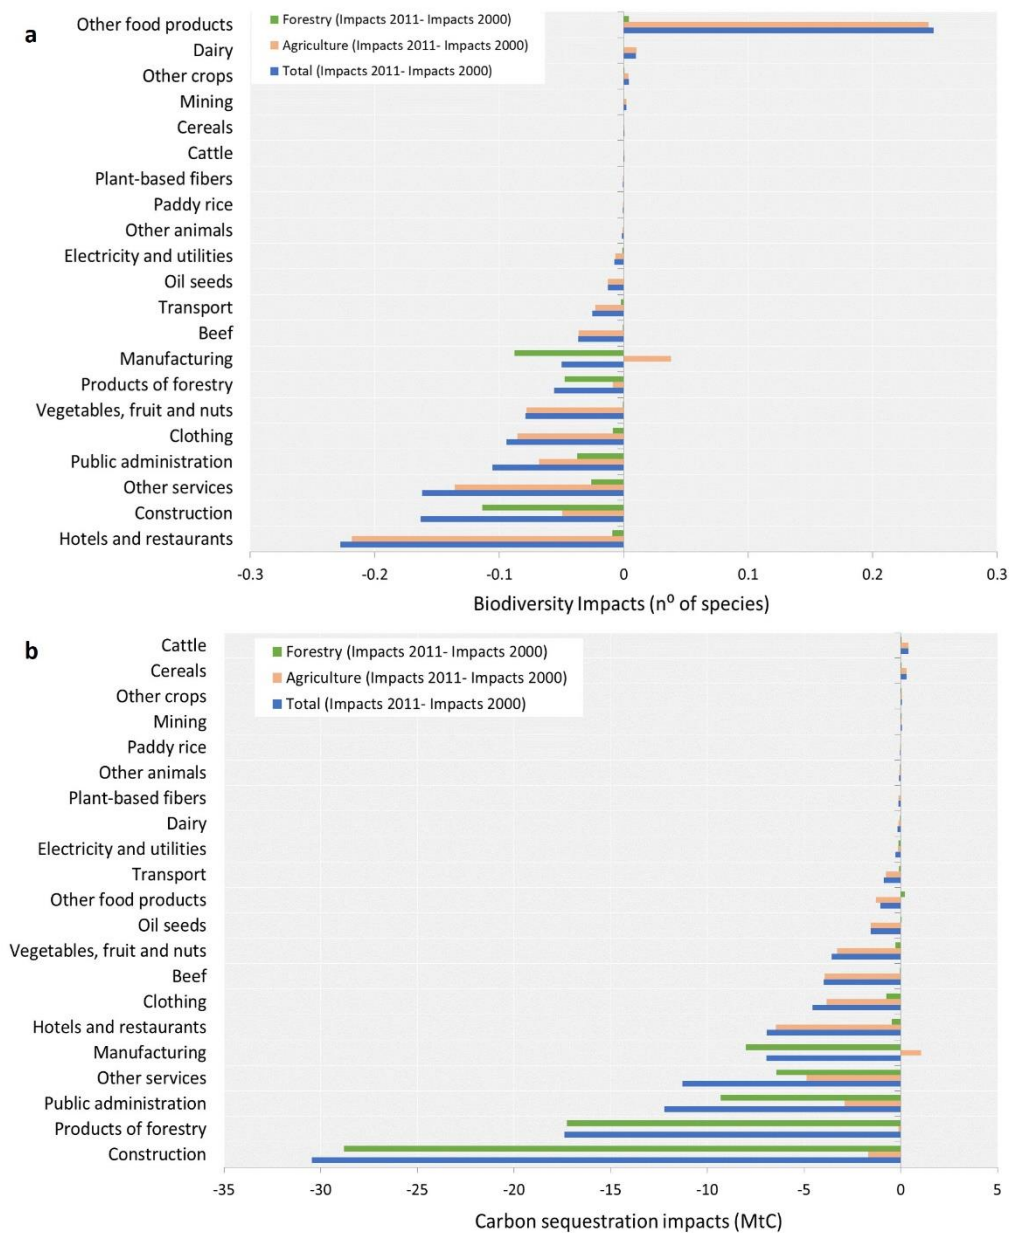 a
Forestry (Impacts 2011- Impacts 2000)
Agriculture (Impacts 2011- Impacts 2000)
Total (Impacts 2011- Impacts 2000)
Other food products
Dairy
Other crops
Mining
Cereals
Cattle
Plant-based fibers
Paddy rice
Other animals
Electricity and utilities
Oil seeds
Transport
Beef
Manufacturing
Products of forestry
Vegetables, fruit and nuts
Clothing
Public administration
Other services
Construction
Hotels and restaurants
-0.3 -0.2 -0.1 0 0.1 0.2 0.3
Biodiversity Impacts (nº of species)
b
Forestry (Impacts 2011- Impacts 2000)
Agriculture (Impacts 2011- Impacts 2000)
Total (Impacts 2011- Impacts 2000)
Cattle
Cereals
Other crops
Mining
Paddy rice
Other animals
Plant-based fibers
Dairy
Electricity and utilities
Transport
Other food products
Oil seeds
Vegetables, fruit and nuts
Beef
Clothing
Hotels and restaurants
Manufacturing
Other services
Public administration
Products of forestry
Construction
-35 -30 -25 -20 -15 -10 -5 0 5
Carbon sequestration impacts (MtC)